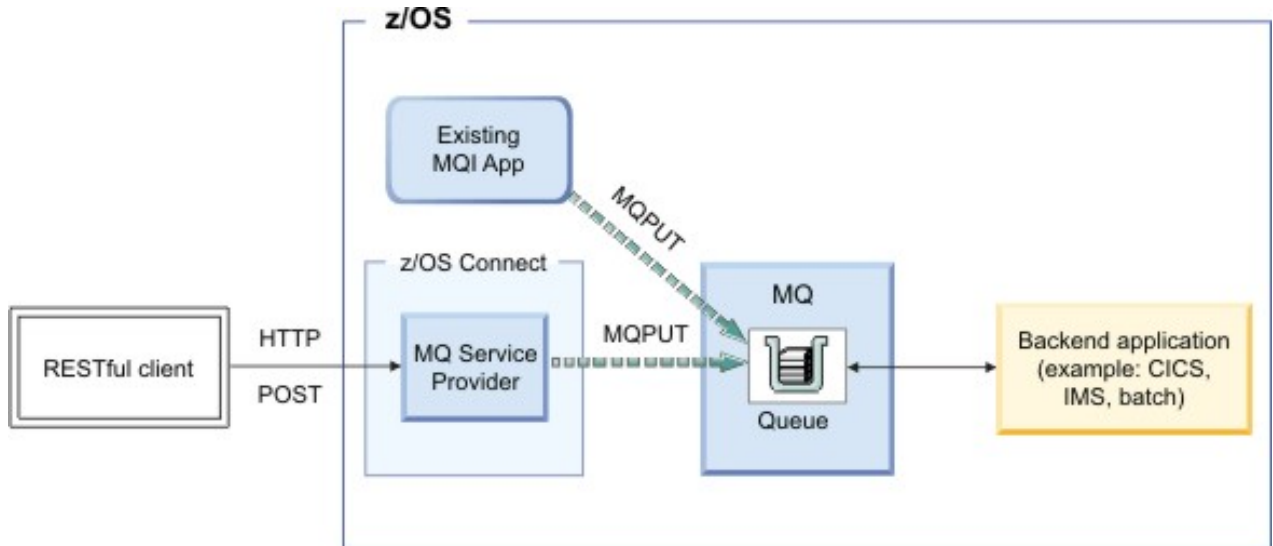 z/OS
Existing
MQI App
MQPUT
z/OS Connect
MQ
RESTful client
HTTP
POST
MQ Service
Provider
MQPUT
Queue
Backend application
(example: CICS,
IMS, batch)